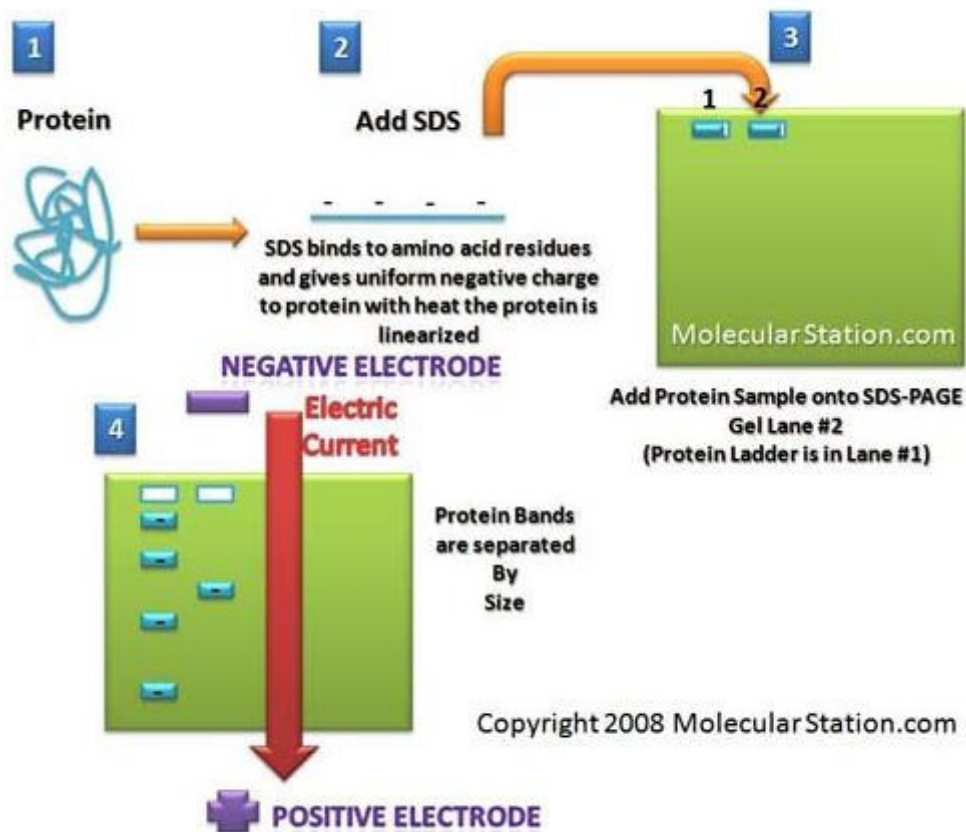 1
Protein
2
Add SDS
- - - -
SDS binds to amino acid residues
and gives uniform negative charge
to protein with heat the protein is
linearized
3
1 2
MolecularStation.com
Add Protein Sample onto SDS-PAGE
Gel Lane #2
(Protein Ladder is in Lane #1)
NEGATIVE ELECTRODE
4
Electric
Current
Protein Bands
are separated
By
Size
Copyright 2008 MolecularStation.com
POSITIVE ELECTRODE